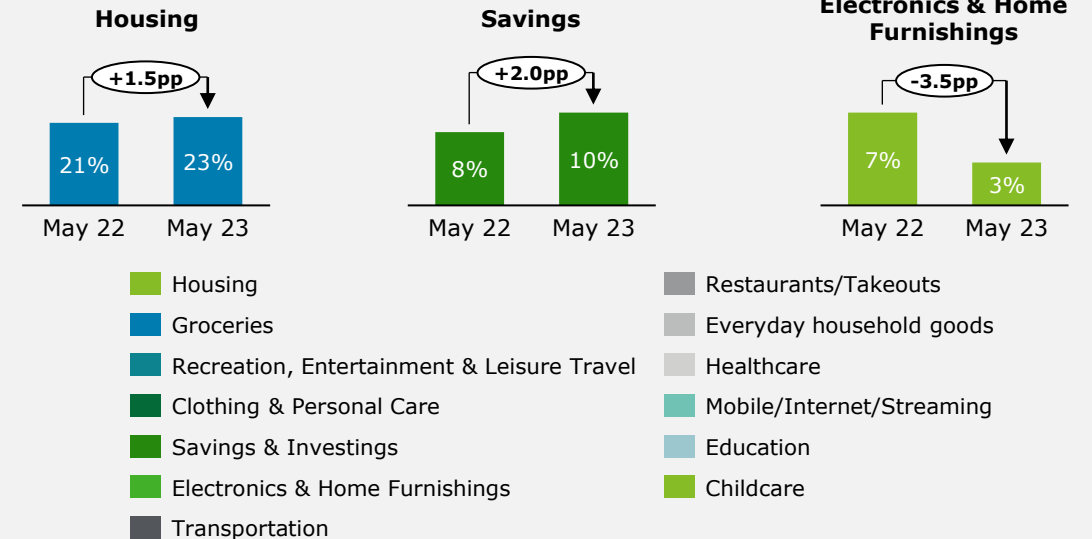 Housing
Savings
Electronics & Home
Furnishings
+1.5pp
+2.0pp
-3.5pp
21%
23%
8%
10%
7%
3%
May 22
May 23
May 22
May 23
May 22
May 23
Housing
Groceries
Recreation, Entertainment & Leisure Travel
Clothing & Personal Care
Savings & Investings
Electronics & Home Furnishings
Transportation
Restaurants/Takeouts
Everyday household goods
Healthcare
Mobile/Internet/Streaming
Education
Childcare